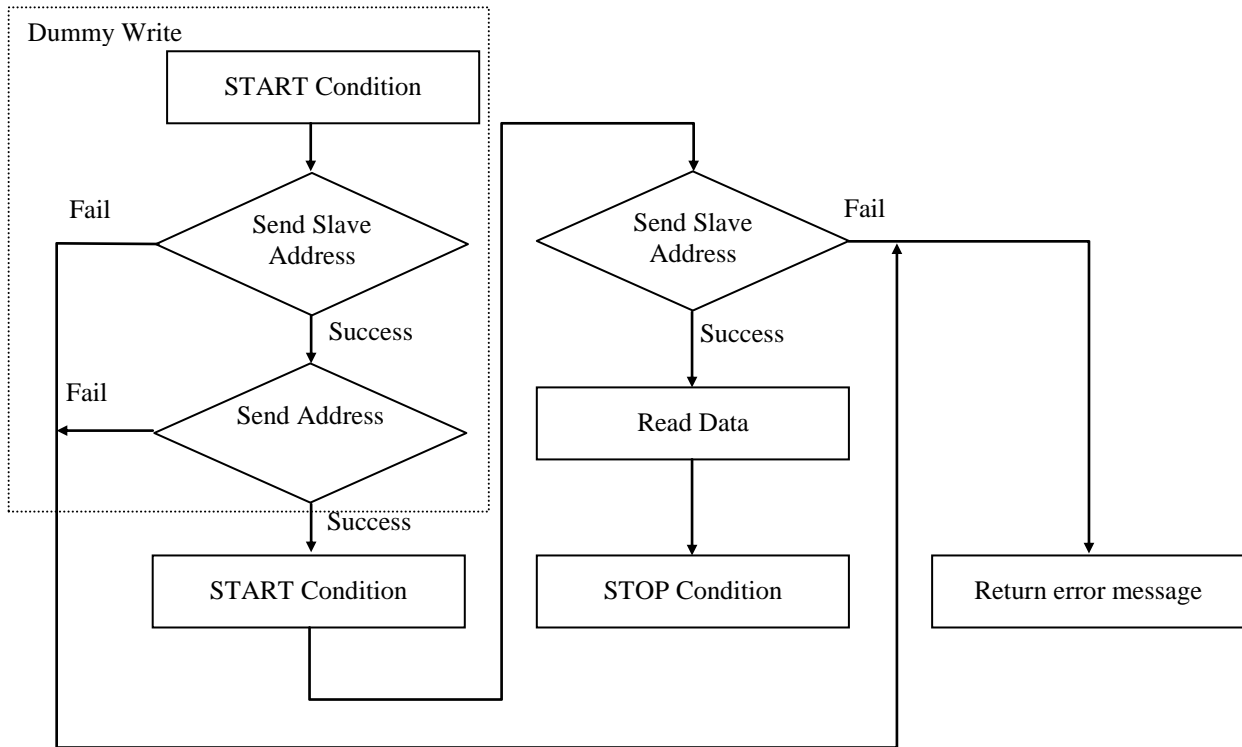 Dummy Write
START Condition
Fail
Send Slave
Address
Success
Fail
Send Address
Success
START Condition
Send Slave
Address
Fail
Success
Read Data
STOP Condition
Return error message